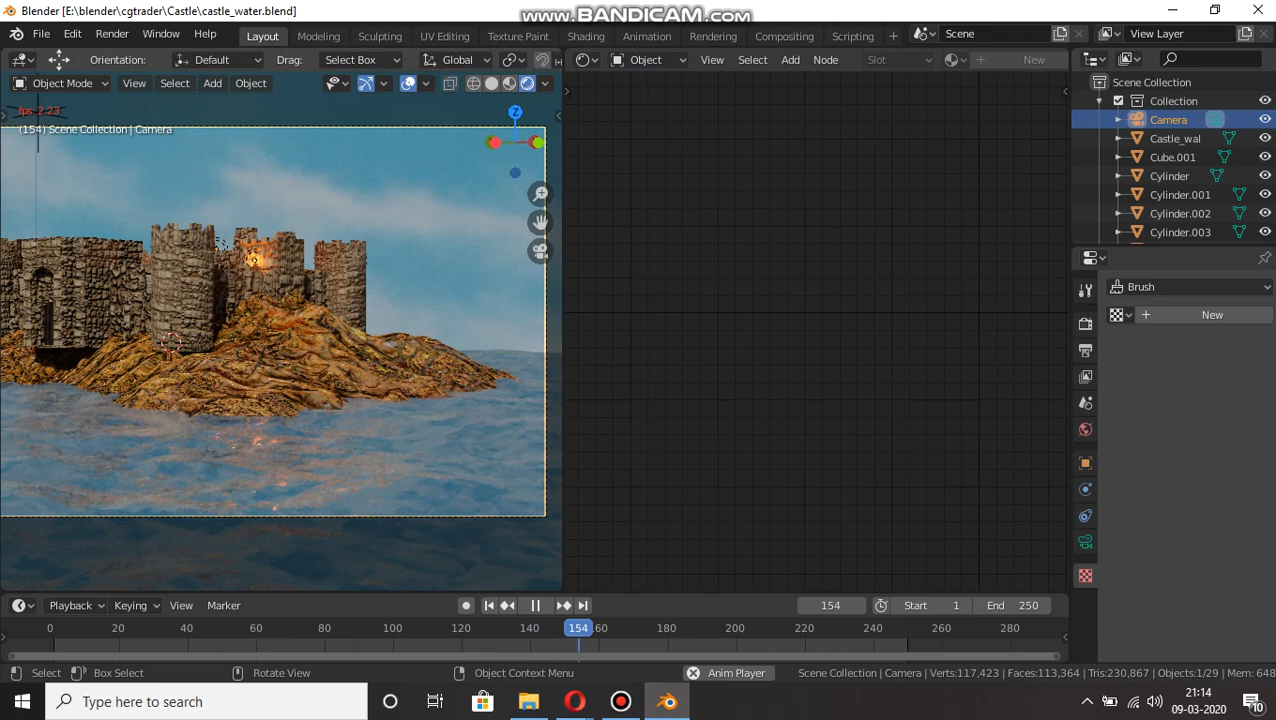 Blender [E:\blender\cgtrader\Castle\castle_water.blend]
www.BANDICAM.com
File Edit Render Window Help
Layout Modeling Sculpting UV Editing Texture Paint Shading Animation Rendering Compositing Scripting + Scene View Layer
Orientation: Default Drag: Select Box Global
Object View Select Add Node Slot New
Object Mode View Select Add Object
Scene Collection
Collection
Camera
Castle_wal
Cube.001
Cylinder
Cylinder.001
Cylinder.002
Cylinder.003
fps: 2.23
(154) Scene Collection | Camera
Z
Brush
New
Playback Keying View Marker 154 Start 1 End 250
0 20 40 60 80 100 120 140 154 60 180 200 220 240 260 280
Select Box Select Rotate View Object Context Menu Anim Player Scene Collection | Camera | Verts:117,423 | Faces:113,364 | Tris:230,867 | Objects:1/29 | Mem: 648
Type here to search
21:14
09-03-2020
10